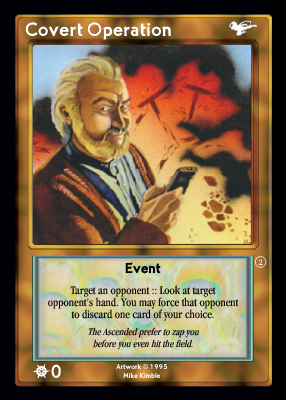 Covert Operation
2
Event
Target an opponent :: Look at target
opponent's hand. You may force that opponent
to discard one card of your choice.
The Ascended prefer to zap you
before you even hit the field.
0
Artwork © 1995
Mike Kimble